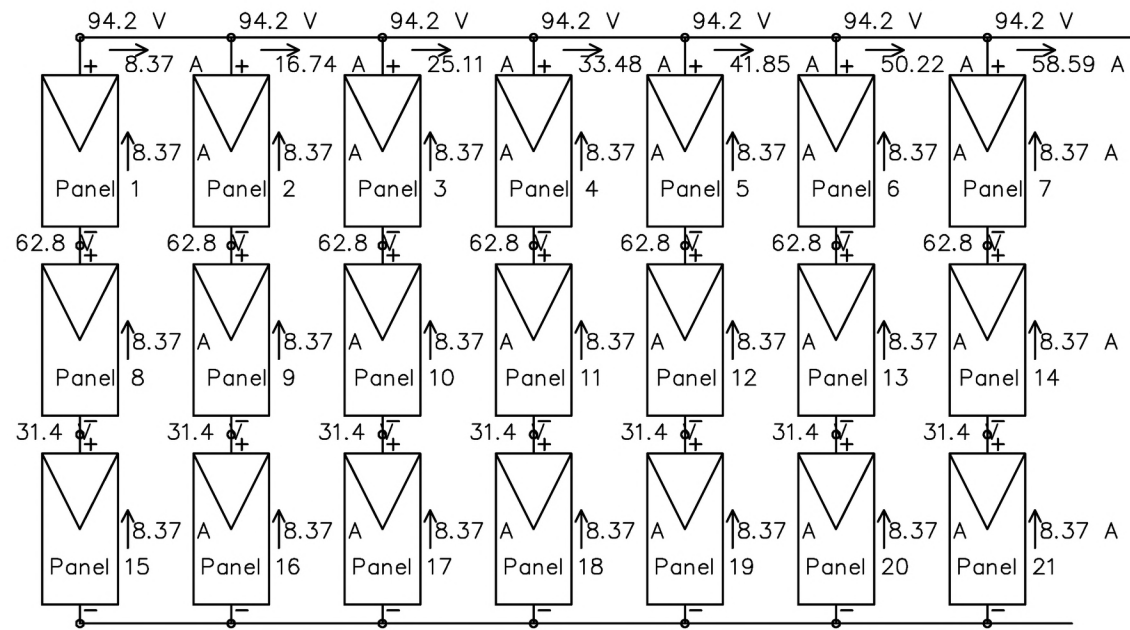 94.2 V 94.2 V 94.2 V 94.2 V 94.2 V 94.2 V 94.2 V
+ 8.37 A + 16.74 A + 25.11 A + 33.48 A + 41.85 A + 50.22 A + 58.59 A
8.37 A 8.37 A 8.37 A 8.37 A 8.37 A 8.37 A 8.37 A
Panel 1 Panel 2 Panel 3 Panel 4 Panel 5 Panel 6 Panel 7
62.8 V 62.8 V 62.8 V 62.8 V 62.8 V 62.8 V 62.8 V
8.37 A 8.37 A 8.37 A 8.37 A 8.37 A 8.37 A 8.37 A
Panel 8 Panel 9 Panel 10 Panel 11 Panel 12 Panel 13 Panel 14
31.4 V 31.4 V 31.4 V 31.4 V 31.4 V 31.4 V 31.4 V
8.37 A 8.37 A 8.37 A 8.37 A 8.37 A 8.37 A 8.37 A
Panel 15 Panel 16 Panel 17 Panel 18 Panel 19 Panel 20 Panel 21